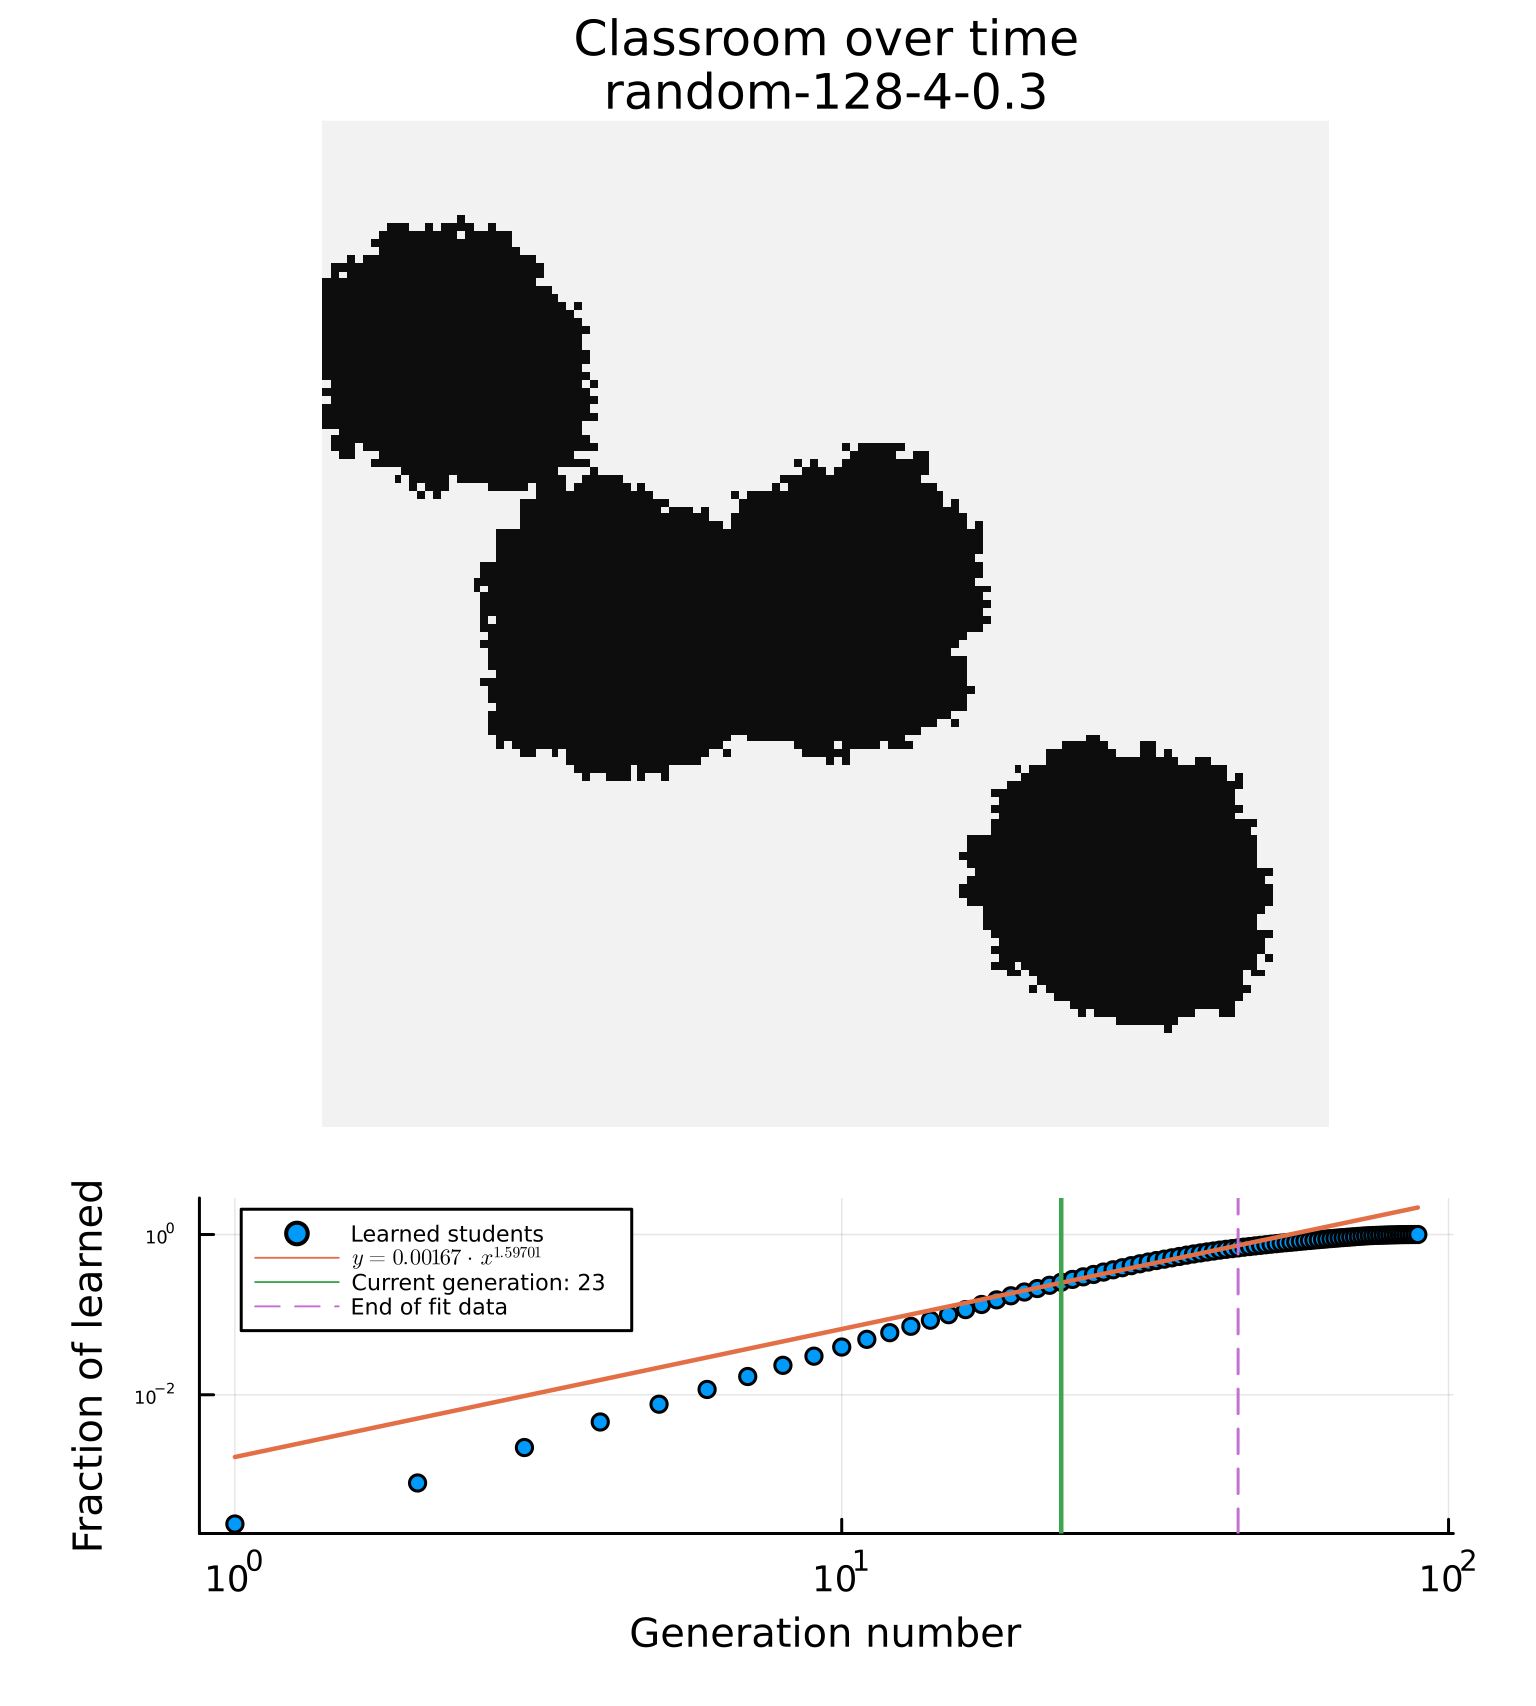 Classroom over time
random-128-4-0.3
Fraction of learned
10^0
10^-2
Learned students
y = 0.00167 · x^1.59701
Current generation: 23
End of fit data
10^0
10^1
10^2
Generation number